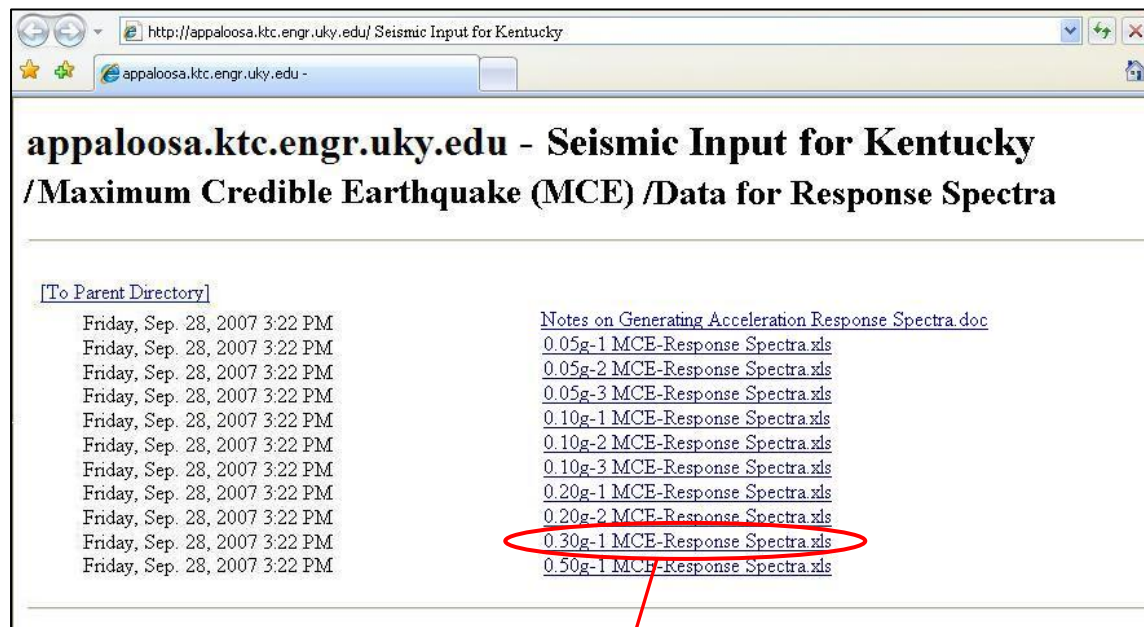 http://appaloosa.ktc.engr.uky.edu/ Seismic Input for Kentucky
appaloosa.ktc.engr.uky.edu -
appaloosa.ktc.engr.uky.edu - Seismic Input for Kentucky
/Maximum Credible Earthquake (MCE) /Data for Response Spectra
[To Parent Directory]
Friday, Sep. 28, 2007 3:22 PM Notes on Generating Acceleration Response Spectra.doc
Friday, Sep. 28, 2007 3:22 PM 0.05g-1 MCE-Response Spectra.xls
Friday, Sep. 28, 2007 3:22 PM 0.05g-2 MCE-Response Spectra.xls
Friday, Sep. 28, 2007 3:22 PM 0.05g-3 MCE-Response Spectra.xls
Friday, Sep. 28, 2007 3:22 PM 0.10g-1 MCE-Response Spectra.xls
Friday, Sep. 28, 2007 3:22 PM 0.10g-2 MCE-Response Spectra.xls
Friday, Sep. 28, 2007 3:22 PM 0.10g-3 MCE-Response Spectra.xls
Friday, Sep. 28, 2007 3:22 PM 0.20g-1 MCE-Response Spectra.xls
Friday, Sep. 28, 2007 3:22 PM 0.20g-2 MCE-Response Spectra.xls
Friday, Sep. 28, 2007 3:22 PM 0.30g-1 MCE-Response Spectra.xls
Friday, Sep. 28, 2007 3:22 PM 0.50g-1 MCE-Response Spectra.xls